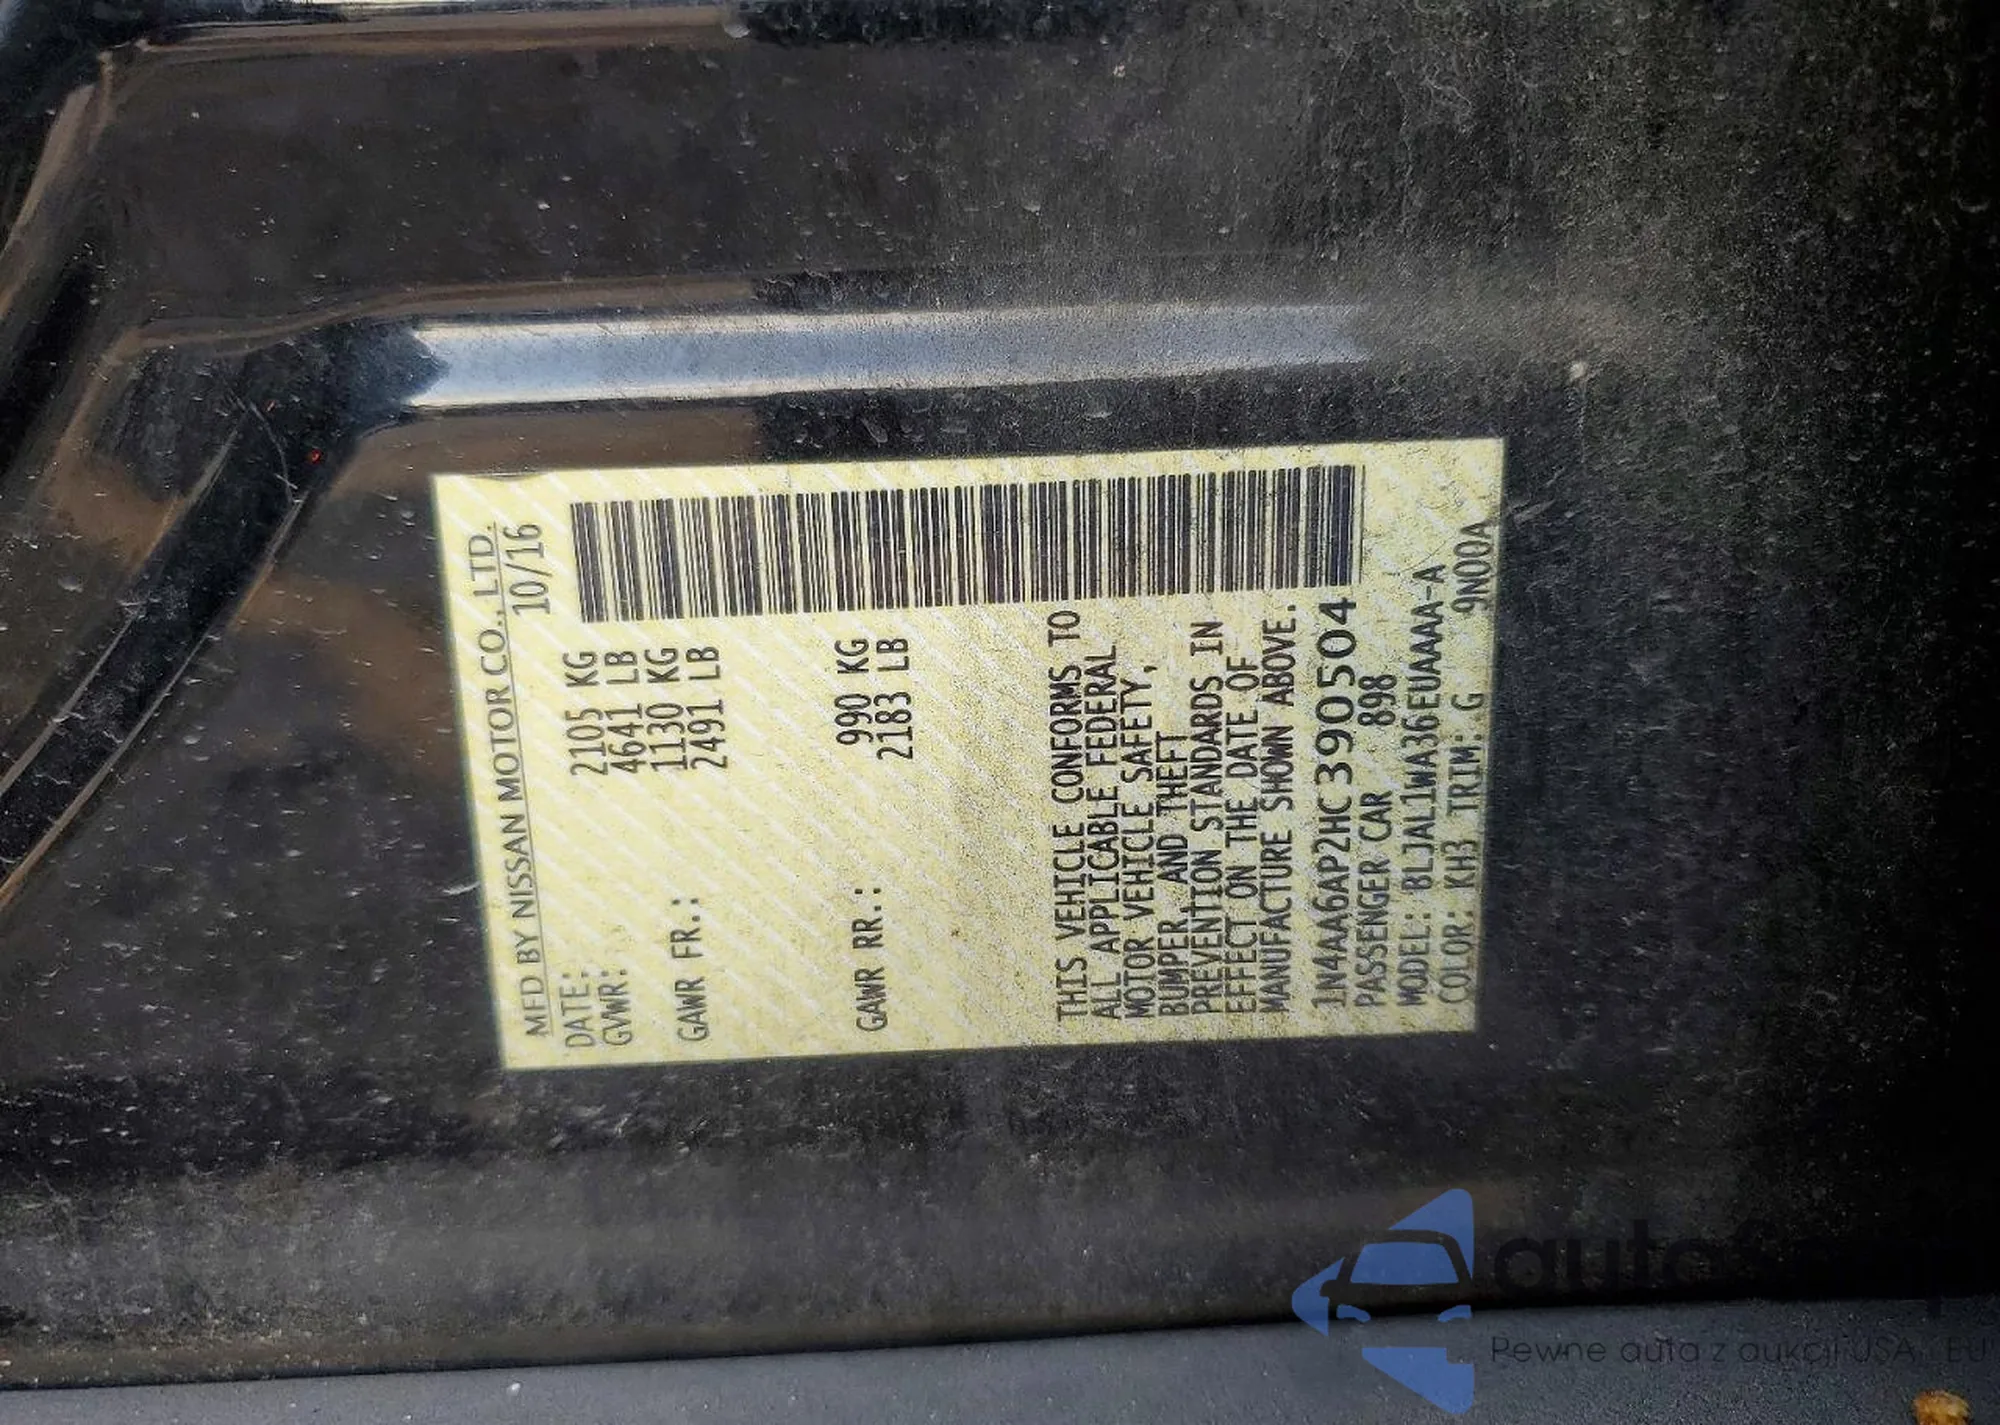 MFD BY NISSAN MOTOR CO., LTD.
DATE: 10/16
GVWR: 2105 KG
4641 LB
GAWR FR.: 1130 KG
2491 LB
GAWR RR.: 990 KG
2183 LB
THIS VEHICLE CONFORMS TO
ALL APPLICABLE FEDERAL
MOTOR VEHICLE SAFETY,
BUMPER, AND THEFT
PREVENTION STANDARDS IN
EFFECT ON THE DATE OF
MANUFACTURE SHOWN ABOVE.
1N4AA6AP2HC390504
PASSENGER CAR 898
MODEL: BLJAL1WA36EUAAAA-A
COLOR: KH3 TRIM: G 9N00A
Pewne auta z aukcji USA EU